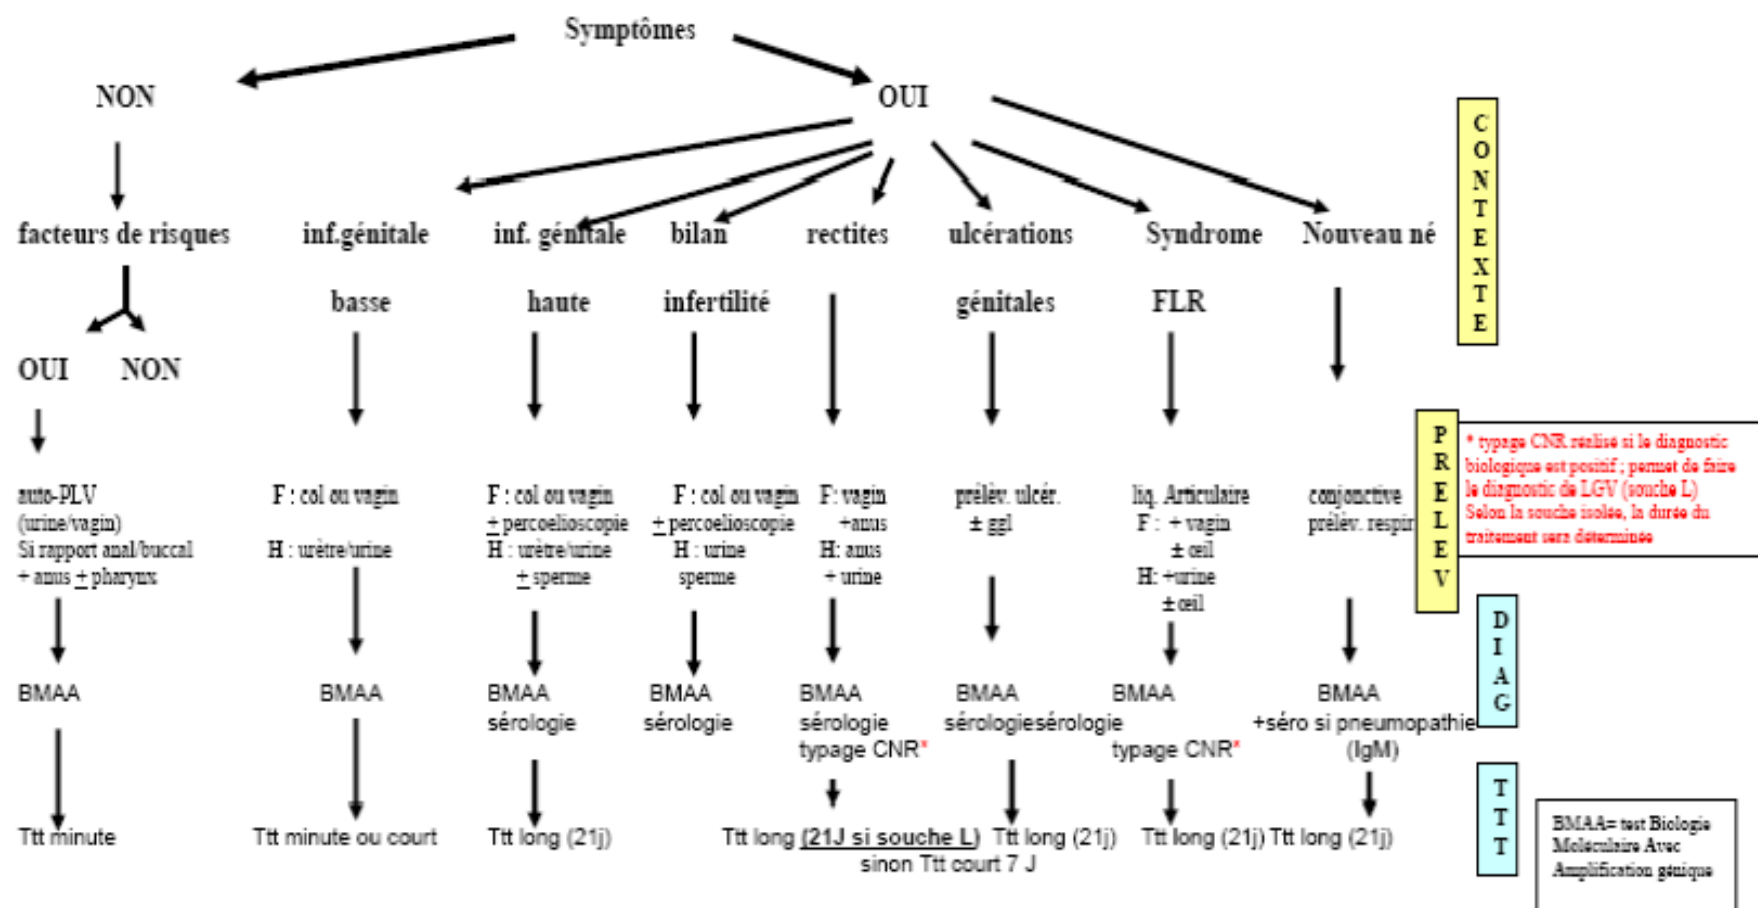 Symptômes
NON
OUI
facteurs de risques
inf.génitale
basse
inf. génitale
haute
bilan
infertilité
rectites
ulcérations
génitales
Syndrome
FLR
Nouveau né
OUI
NON
CONTEXTE
auto-PLV
(urine/vagin)
Si rapport anal/buccal
+ anus ± pharynx
F : col ou vagin
H : urètre/urine
F : col ou vagin
± percoelioscopie
H : urètre/urine
± sperme
F : col ou vagin
± percoelioscopie
H : urine
sperme
F: vagin
+anus
H: anus
+ urine
prélèv. ulcér.
± ggl
liq. Articulaire
F : + vagin
± œil
H: +urine
± œil
conjonctive
prélèv. respir
PRELEV
* typage CNR réalisé si le diagnostic
biologique est positif ; permet de faire
le diagnostic de LGV (souche L)
Selon la souche isolée, la durée du
traitement sera déterminée
BMAA
BMAA
BMAA
sérologie
BMAA
sérologie
BMAA
sérologie
typage CNR*
BMAA
sérologiesérologie
BMAA
typage CNR*
BMAA
+séro si pneumopathie
(IgM)
DIAG
Ttt minute
Ttt minute ou court
Ttt long (21j)
Ttt long (21J si souche L)
sinon Ttt court 7 J
Ttt long (21j)
Ttt long (21j)
Ttt long (21j)
TTT
BMAA= test Biologie
Moléculaire Avec
Amplification génique